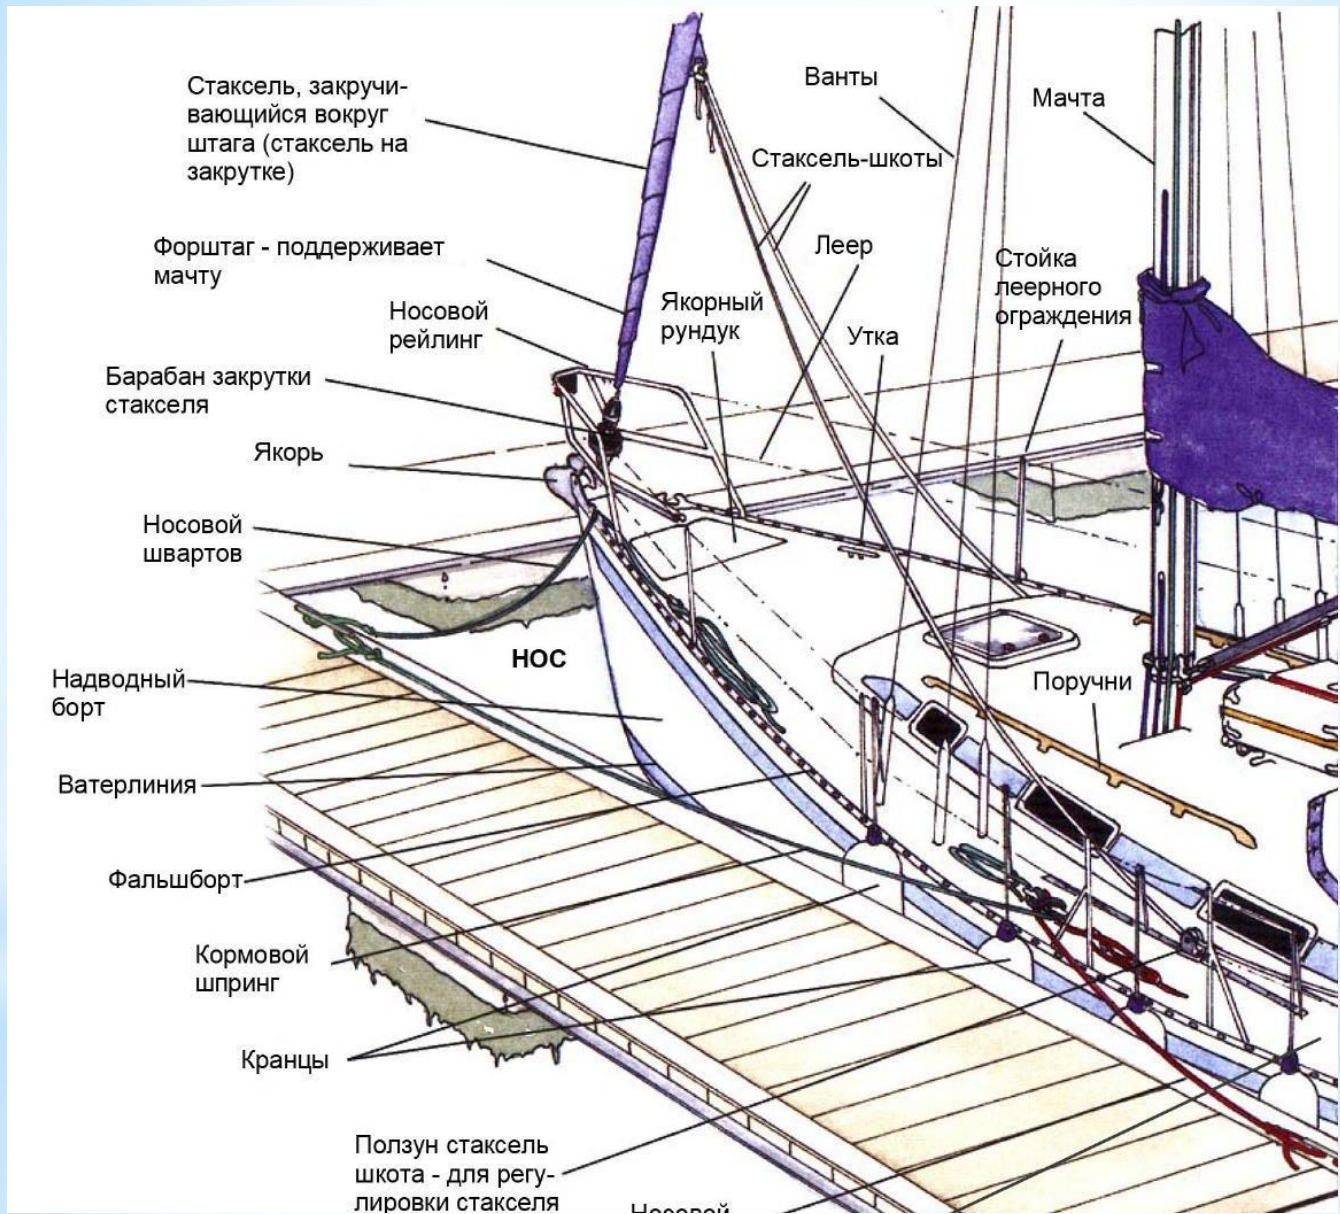 Стаксель, закручи-
вающийся вокруг
штага (стаксель на
закрутке)
Ванты
Мачта
Стаксель-шкоты
Форштаг - поддерживает
мачту
Леер
Стойка
леерного
ограждения
Носовой
рейлинг
Якорный
рундук
Утка
Барабан закрутки
стакселя
Якорь
Носовой
швартов
НОС
Надводный
борт
Поручни
Ватерлиния
Фальшборт
Кормовой
шпринг
Кранцы
Ползун стаксель
шкота - для регу-
лировки стакселя
Носовой